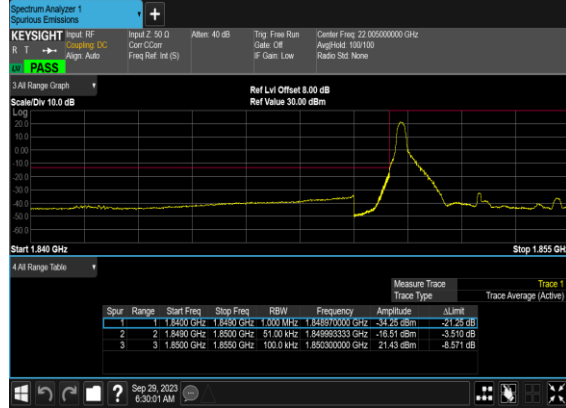 Spectrum Analyzer 1
Spurious Emissions
KEYSIGHT Input: RF Input Z: 50 Ω Atten: 40 dB Trig: Free Run Center Freq: 22.005000000 GHz
R T Coupling: DC Corr CCorr Gate: Off Avg|Hold: 100/100
Align: Auto Freq Ref: Int (S) IF Gain: Low Radio Std: None
PASS
3 All Range Graph
Ref Lvl Offset 8.00 dB
Scale/Div 10.0 dB Ref Value 30.00 dBm
Log
20.0
10.0
0.00
-10.0
-20.0
-30.0
-40.0
-50.0
-60.0
Start 1.840 GHz Stop 1.855 GH
4 All Range Table
Measure Trace Trace 1
Trace Type Trace Average (Active)
Spur Range Start Freq Stop Freq RBW Frequency Amplitude ΔLimit
1 1 1.8400 GHz 1.8490 GHz 1.000 MHz 1.848970000 GHz -34.25 dBm -21.25 dB
2 2 1.8490 GHz 1.8500 GHz 51.00 kHz 1.849993333 GHz -16.51 dBm -3.510 dB
3 3 1.8500 GHz 1.8550 GHz 100.0 kHz 1.850300000 GHz 21.43 dBm -8.571 dB
Sep 29, 2023
6:30:01 AM